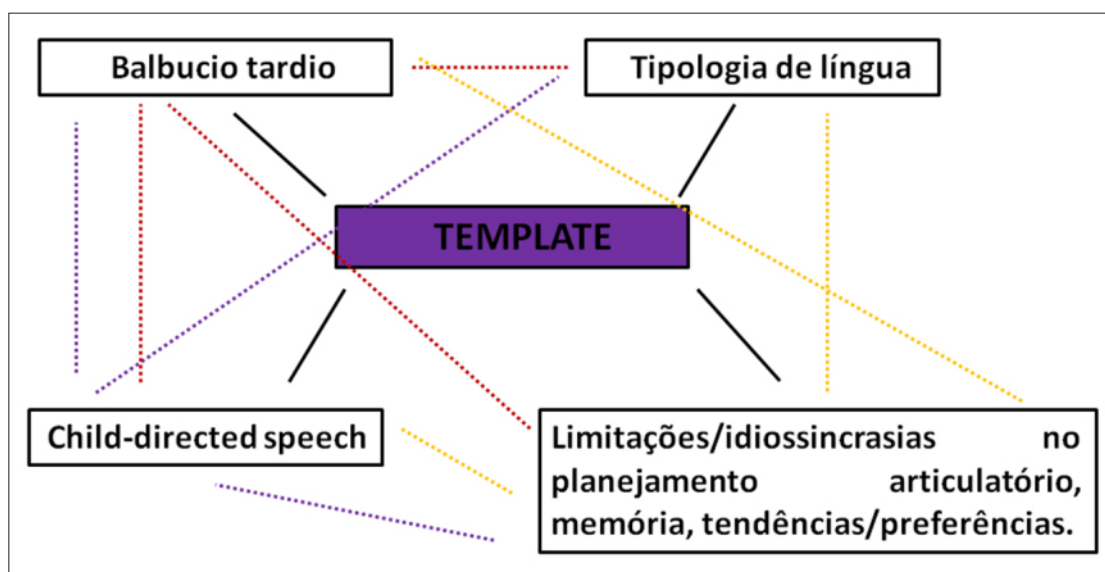 Balbucio tardio
Tipologia de língua
TEMPLATE
Child-directed speech
Limitações/idiossincrasias no
planejamento articulatório,
memória, tendências/preferências.